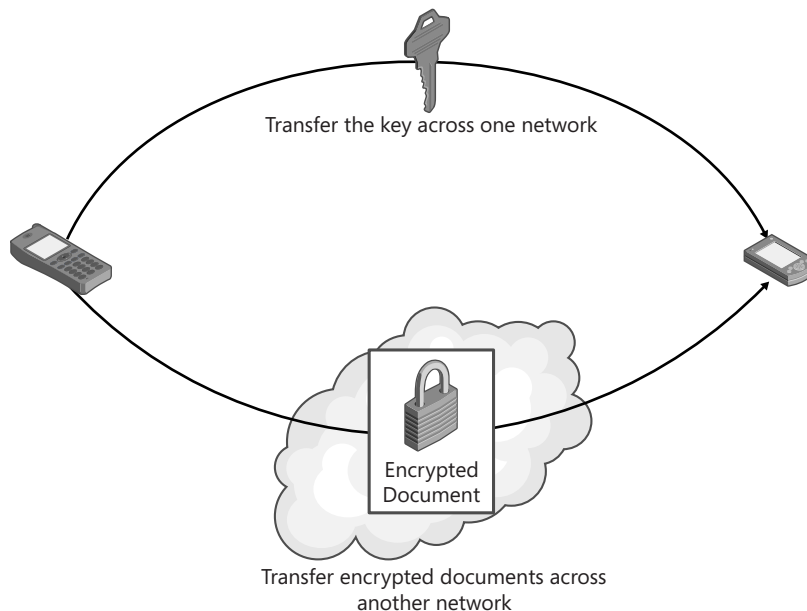 Transfer the key across one network
Encrypted
Document
Transfer encrypted documents across
another network